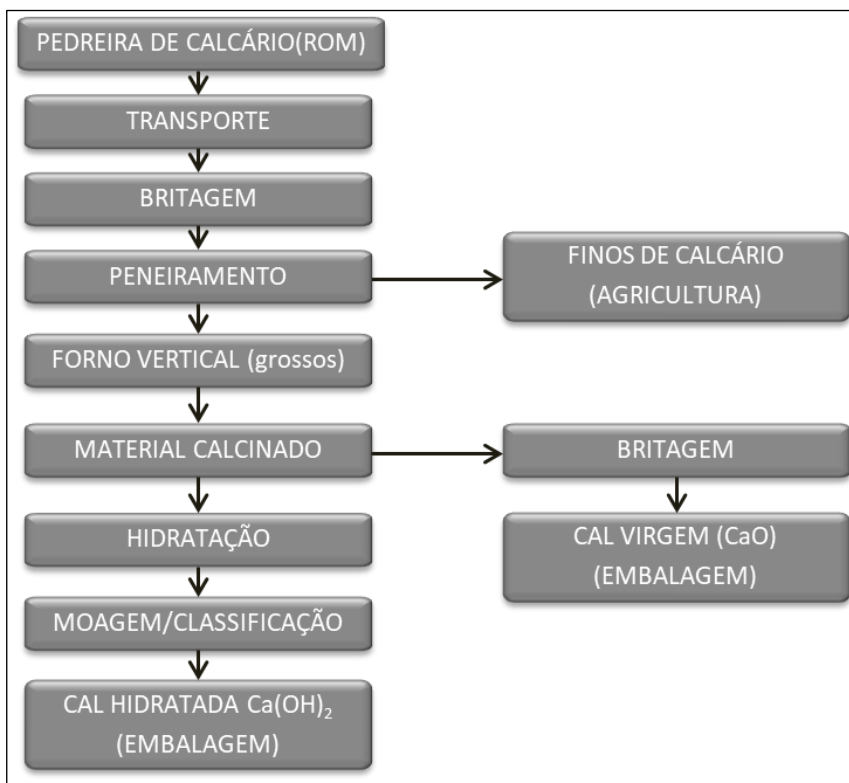 PEDREIRA DE CALCÁRIO(ROM)
TRANSPORTE
BRITAGEM
PENEIRAMENTO
FINOS DE CALCÁRIO
(AGRICULTURA)
FORNO VERTICAL (grossos)
MATERIAL CALCINADO
BRITAGEM
HIDRATAÇÃO
CAL VIRGEM (CaO)
(EMBALAGEM)
MOAGEM/CLASSIFICAÇÃO
CAL HIDRATADA Ca(OH)₂
(EMBALAGEM)